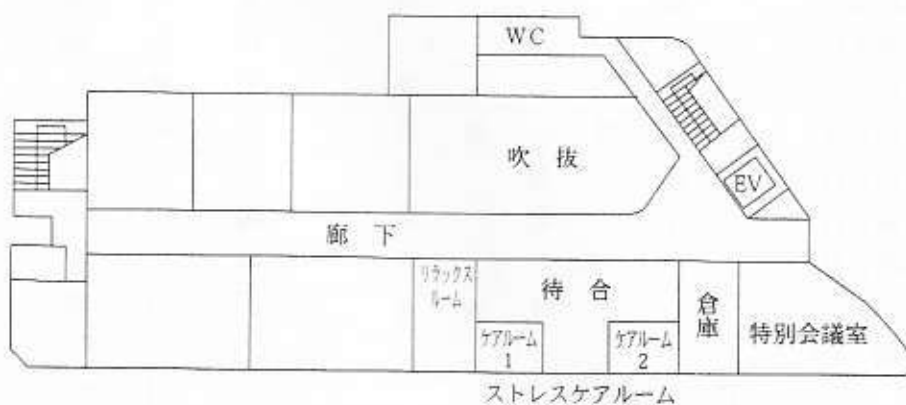 WC
吹 抜
EV
廊 下
リラックス
ルーム
待 合
倉庫
特別会議室
ケアルーム
1
ケアルーム
2
ストレスケアルーム